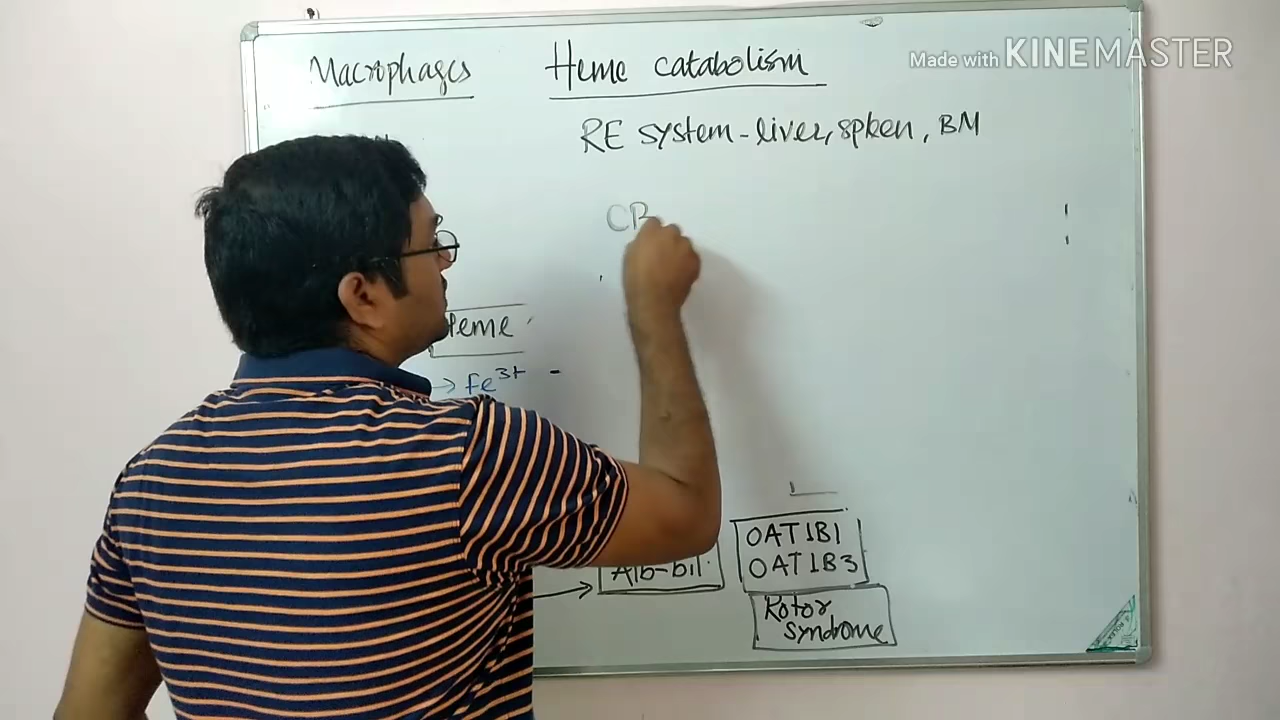 Made with KINEMASTER
Macrophages
Heme catabolism
RE system - liver, spleen, BM
CB
Heme
→ Fe3+
Alb-bil
OAT1B1
OAT1B3
Rotor
syndrome